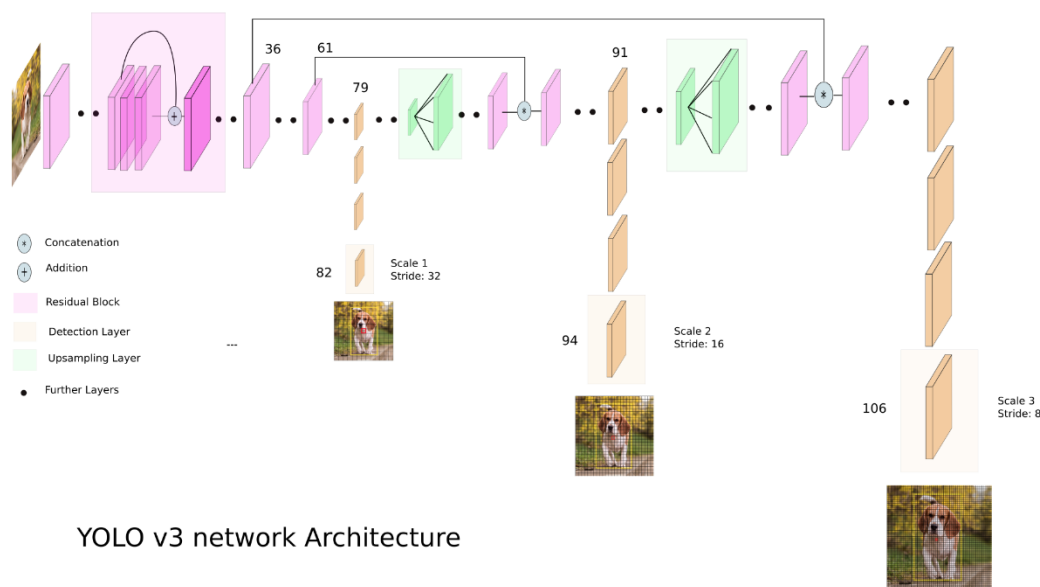 36
61
91
79
*
*
+
Concatenation
*
Addition
+
Residual Block
Detection Layer
Upsampling Layer
Further Layers
---
82
Scale 1
Stride: 32
94
Scale 2
Stride: 16
106
Scale 3
Stride: 8
YOLO v3 network Architecture